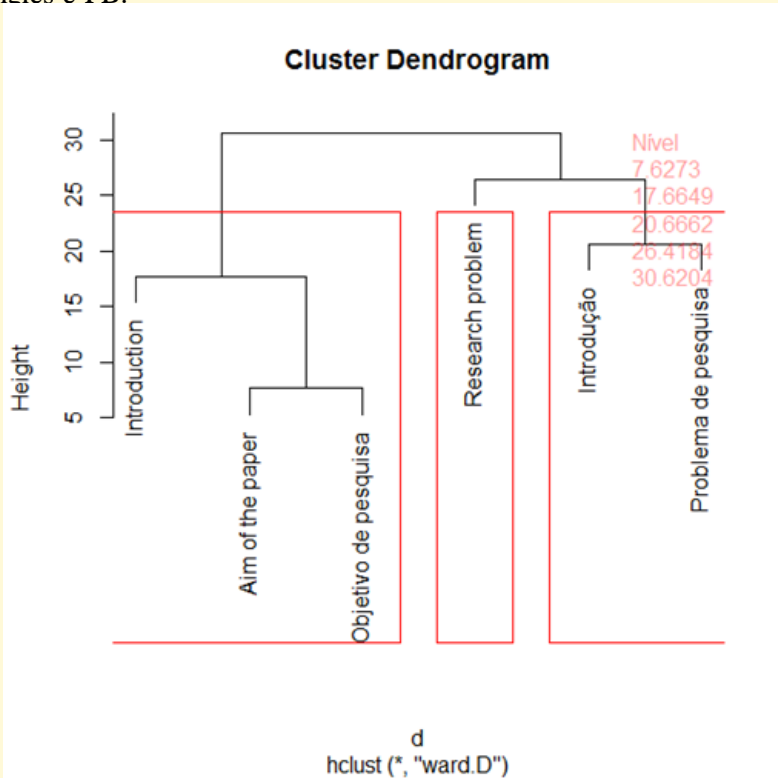 Cluster Dendrogram
Height
30
25
20
15
10
5
Nível
7.6273
17.6649
20.6662
26.4184
30.6204
Introduction
Aim of the paper
Objetivo de pesquisa
Research problem
Introdução
Problema de pesquisa
d
hclust (*, "ward.D")